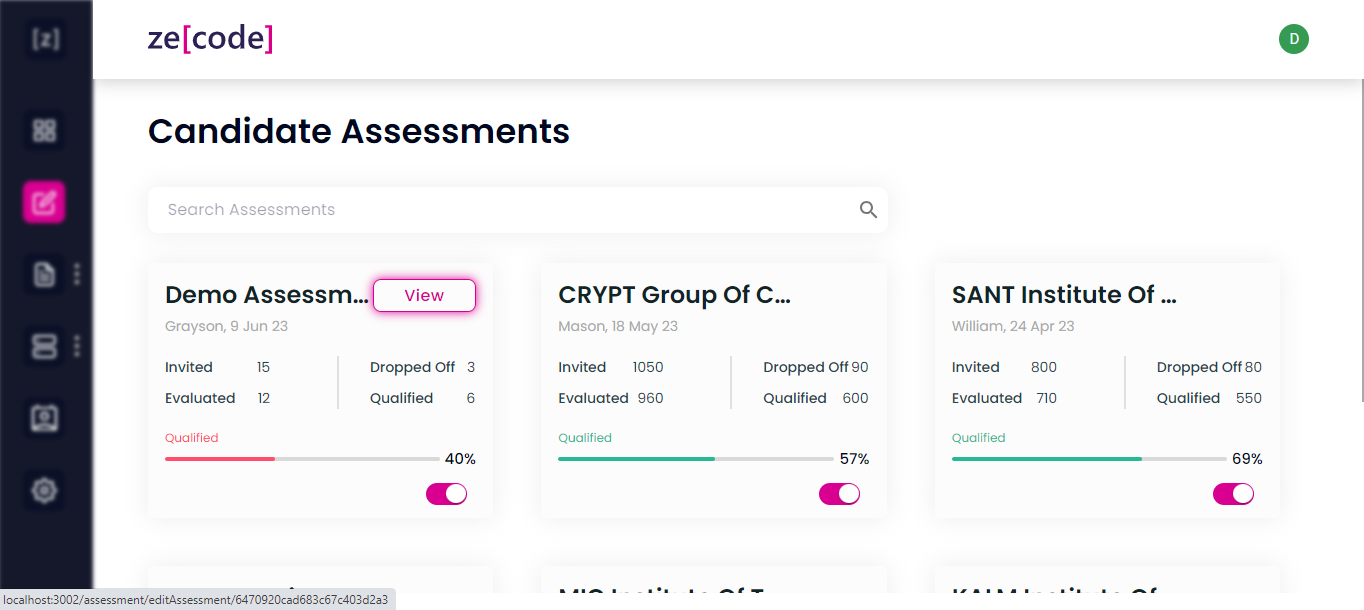 [z]
ze[code]
D
Candidate Assessments
Search Assessments
Demo Assessm...
View
Grayson, 9 Jun 23
Invited 15
Dropped Off 3
Evaluated 12
Qualified 6
Qualified
40%
CRYPT Group Of C...
Mason, 18 May 23
Invited 1050
Dropped Off 90
Evaluated 960
Qualified 600
Qualified
57%
SANT Institute Of ...
William, 24 Apr 23
Invited 800
Dropped Off 80
Evaluated 710
Qualified 550
Qualified
69%
localhost:3002/assessment/editAssessment/6470920cad683c67c403d2a3